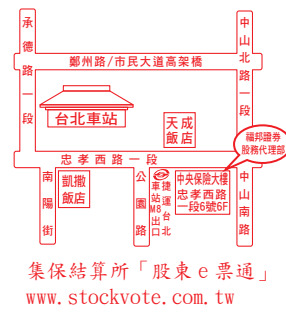 承德路一段
中山北路一段
鄭州路/市民大道高架橋
台北車站
天成
飯店
福邦證券
股務代理部
忠孝西路一段
南陽街
凱撒
飯店
公園路
捷運台北
車站M8出口
中央保險大樓
忠孝西路
一段6號6F
中山南路
集保結算所「股東e票通」
www.stockvote.com.tw